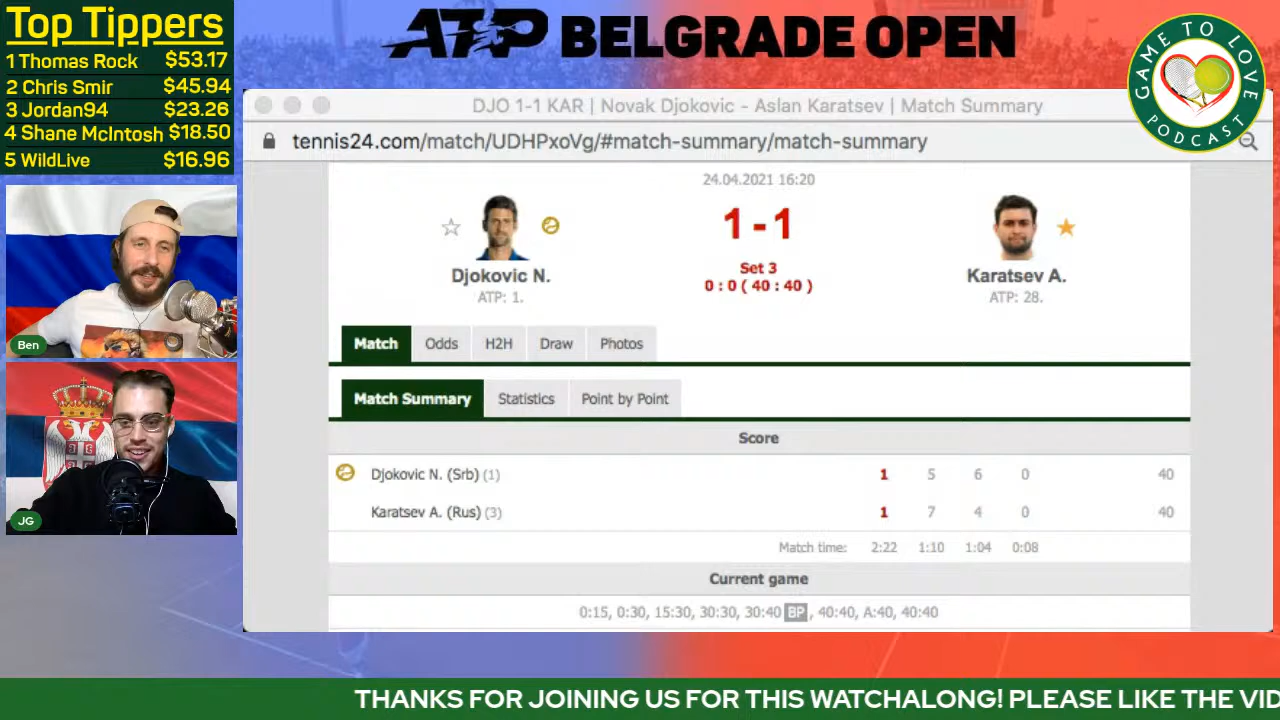 Top Tippers
1 Thomas Rock $53.17
2 Chris Smir $45.94
3 Jordan94 $23.26
4 Shane McIntosh $18.50
5 WildLive $16.96
ATP BELGRADE OPEN
GAME TO LOVE
PODCAST
DJO 1-1 KAR | Novak Djokovic - Aslan Karatsev | Match Summary
tennis24.com/match/UDHPxoVg/#match-summary/match-summary
24.04.2021 16:20
1 - 1
Djokovic N.
ATP: 1.
Set 3
0 : 0 ( 40 : 40 )
Karatsev A.
ATP: 28.
Ben
JG
Match Odds H2H Draw Photos
Match Summary Statistics Point by Point
Score
Djokovic N. (Srb) (1) 1 5 6 0 40
Karatsev A. (Rus) (3) 1 7 4 0 40
Match time: 2:22 1:10 1:04 0:08
Current game
0:15, 0:30, 15:30, 30:30, 30:40 BP , 40:40, A:40, 40:40
THANKS FOR JOINING US FOR THIS WATCHALONG! PLEASE LIKE THE VID